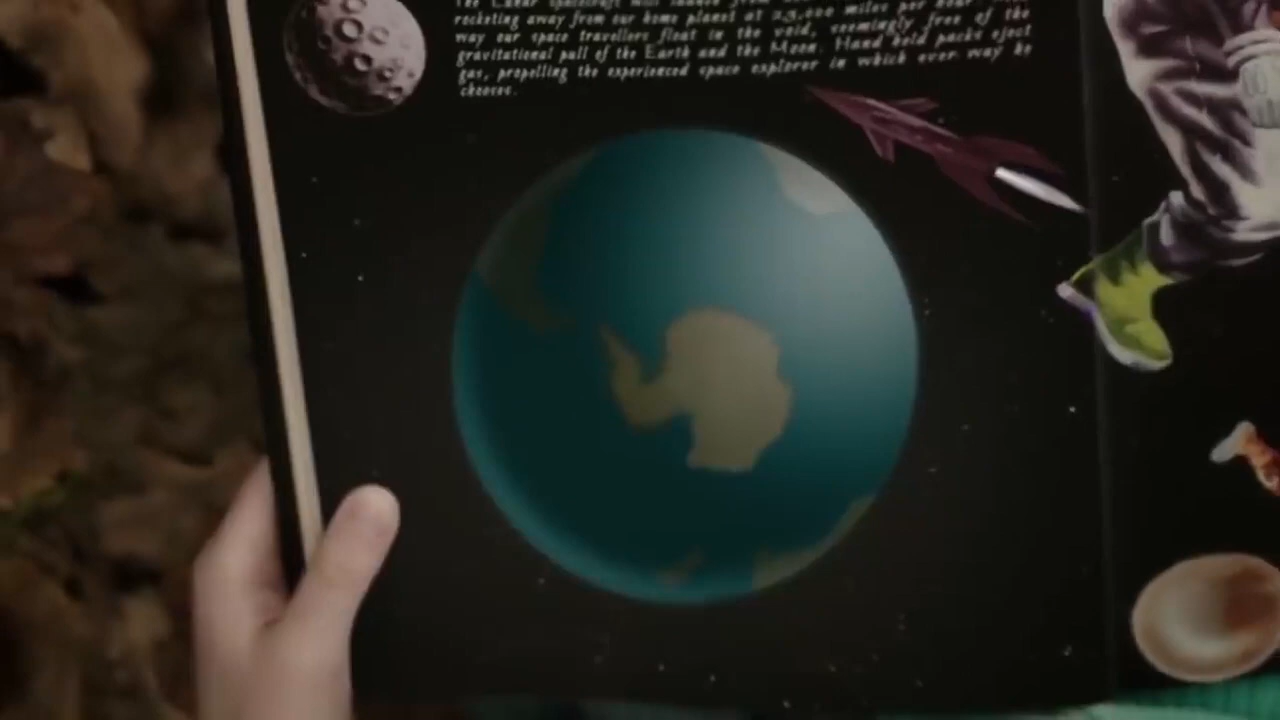 The Lunar spacecraft will launch from
rocketing away from our home planet at 23,000 miles per hour
way our space travellers float in the void, seemingly free of the
gravitational pull of the Earth and the Moon. Hand held packs eject
gas, propelling the experienced space explorer in which ever way he
chooses.